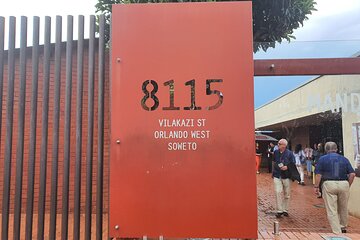 8115
VILAKAZI ST
ORLANDO WEST
SOWETO